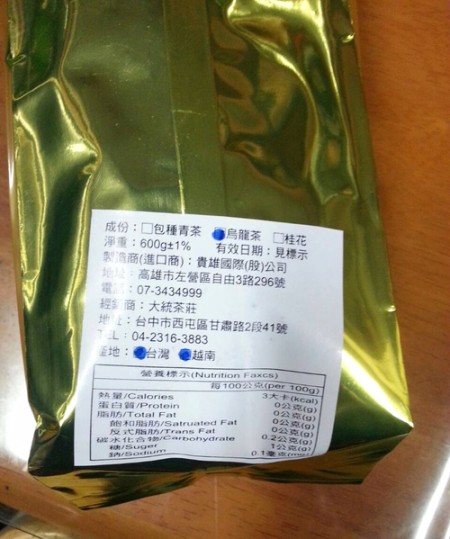 成份：□包種青茶 烏龍茶 □桂花
淨重：600g±1% 有效日期：見標示
製造商(進口商)：貴雄國際(股)公司
地址：高雄市左營區自由3路296號
電話：07-3434999
經銷商：大統茶莊
地址：台中市西屯區甘肅路2段41號
TEL：04-2316-3883
產地：台灣 越南
營養標示(Nutrition Faxcs)
每100公克(per 100g)
熱量/Calories 3大卡(kcal)
蛋白質/Protein 0公克(g)
脂肪/Total Fat 0公克(g)
飽和脂肪/Satruated Fat 0公克(g)
反式脂肪/Trans Fat 0公克(g)
碳水化合物/Carbohydrate 0.2公克(g)
糖/Suger 1公克(g)
鈉/Sodium 0.1毫克(mg)